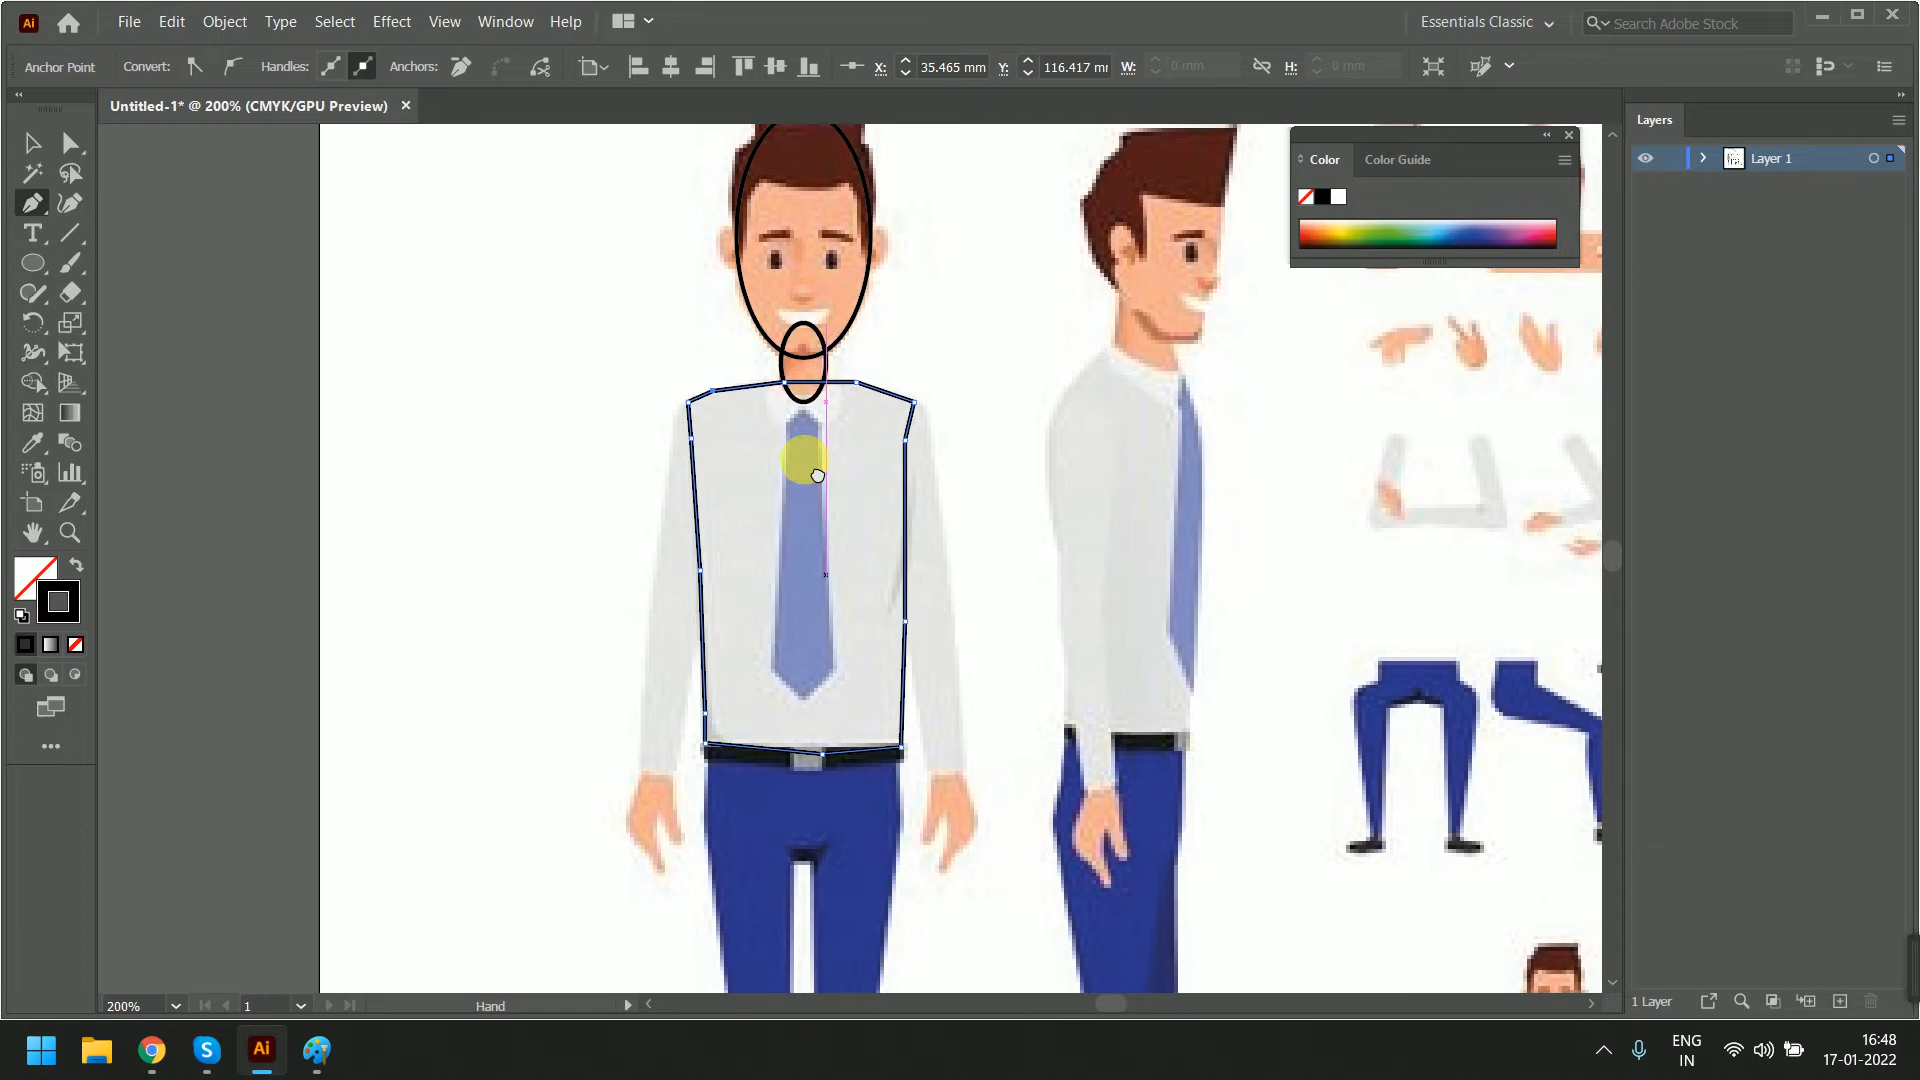 Ai File Edit Object Type Select Effect View Window Help Essentials Classic Search Adobe Stock
Anchor Point Convert: Handles: Anchors: X: 35.465 mm Y: 116.417 mm W: 0 mm H: 0 mm
Untitled-1* @ 200% (CMYK/GPU Preview)
Layers
Color Color Guide
Layer 1
200% 1 Hand 1 Layer
Ai
ENG
IN
16:48
17-01-2022